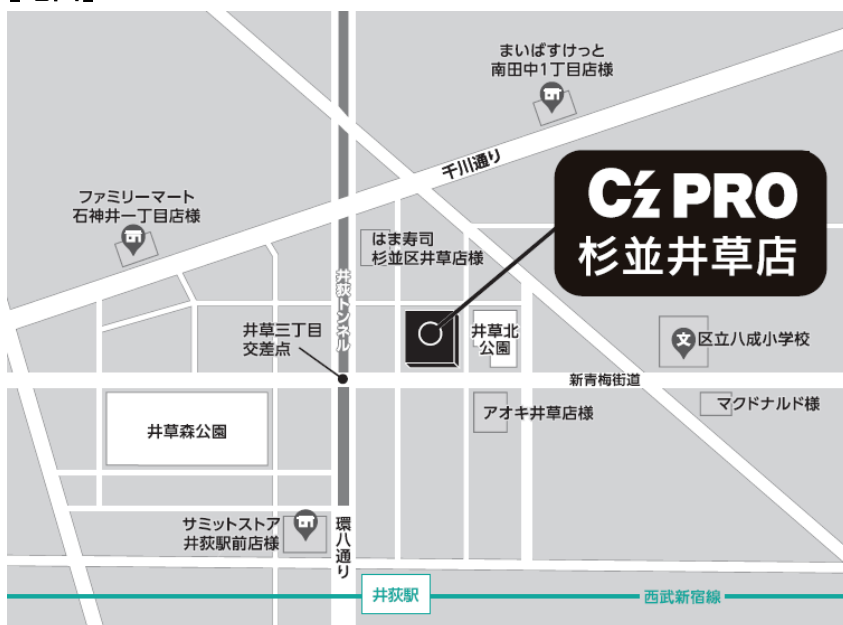 まいばすけっと
南田中1丁目店様
千川通り
C'z PRO
杉並井草店
ファミリーマート
石神井一丁目店様
はま寿司
杉並区井草店様
井荻トンネル
井草三丁目
交差点
井草北
公園
文
区立八成小学校
新青梅街道
マクドナルド様
アオキ井草店様
井草森公園
サミットストア
井荻駅前店様
環八通り
井荻駅
西武新宿線